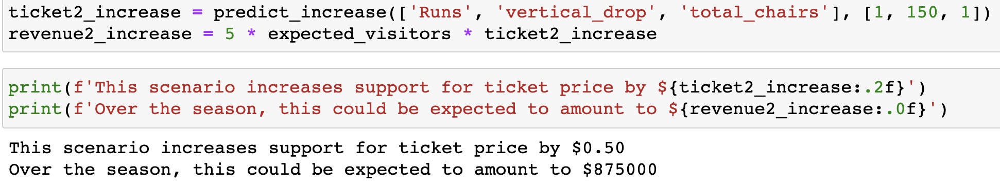 ticket2_increase = predict_increase(['Runs', 'vertical_drop', 'total_chairs'], [1, 150, 1])
revenue2_increase = 5 * expected_visitors * ticket2_increase
print(f'This scenario increases support for ticket price by ${ticket2_increase:.2f}')
print(f'Over the season, this could be expected to amount to ${revenue2_increase:.0f}')
This scenario increases support for ticket price by $0.50
Over the season, this could be expected to amount to $875000